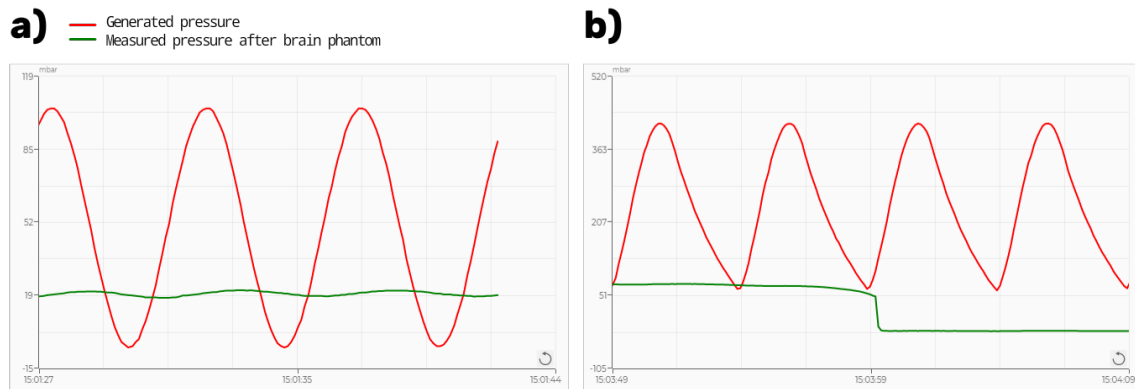 a)
Generated pressure
Measured pressure after brain phantom
mbar
119
85
52
19
-15
15:01:27
15:01:35
15:01:44
b)
mbar
520
363
207
51
-105
15:03:49
15:03:59
15:04:09